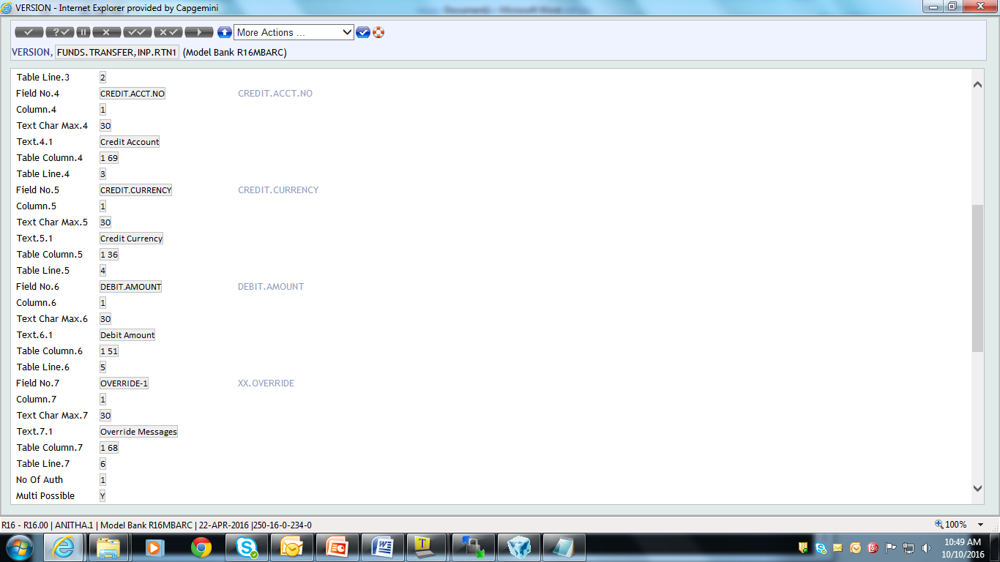 VERSION - Internet Explorer provided by Capgemini
More Actions ...
VERSION, FUNDS.TRANSFER,INP.RTN1 (Model Bank R16MBARC)
Table Line.3 2
Field No.4 CREDIT.ACCT.NO CREDIT.ACCT.NO
Column.4 1
Text Char Max.4 30
Text.4.1 Credit Account
Table Column.4 1 69
Table Line.4 3
Field No.5 CREDIT.CURRENCY CREDIT.CURRENCY
Column.5 1
Text Char Max.5 30
Text.5.1 Credit Currency
Table Column.5 1 36
Table Line.5 4
Field No.6 DEBIT.AMOUNT DEBIT.AMOUNT
Column.6 1
Text Char Max.6 30
Text.6.1 Debit Amount
Table Column.6 1 51
Table Line.6 5
Field No.7 OVERRIDE-1 XX.OVERRIDE
Column.7 1
Text Char Max.7 30
Text.7.1 Override Messages
Table Column.7 1 68
Table Line.7 6
No Of Auth 1
Multi Possible Y
R16 - R16.00 | ANITHA.1 | Model Bank R16MBARC | 22-APR-2016 |250-16-0-234-0
100%
10:49 AM
10/10/2016